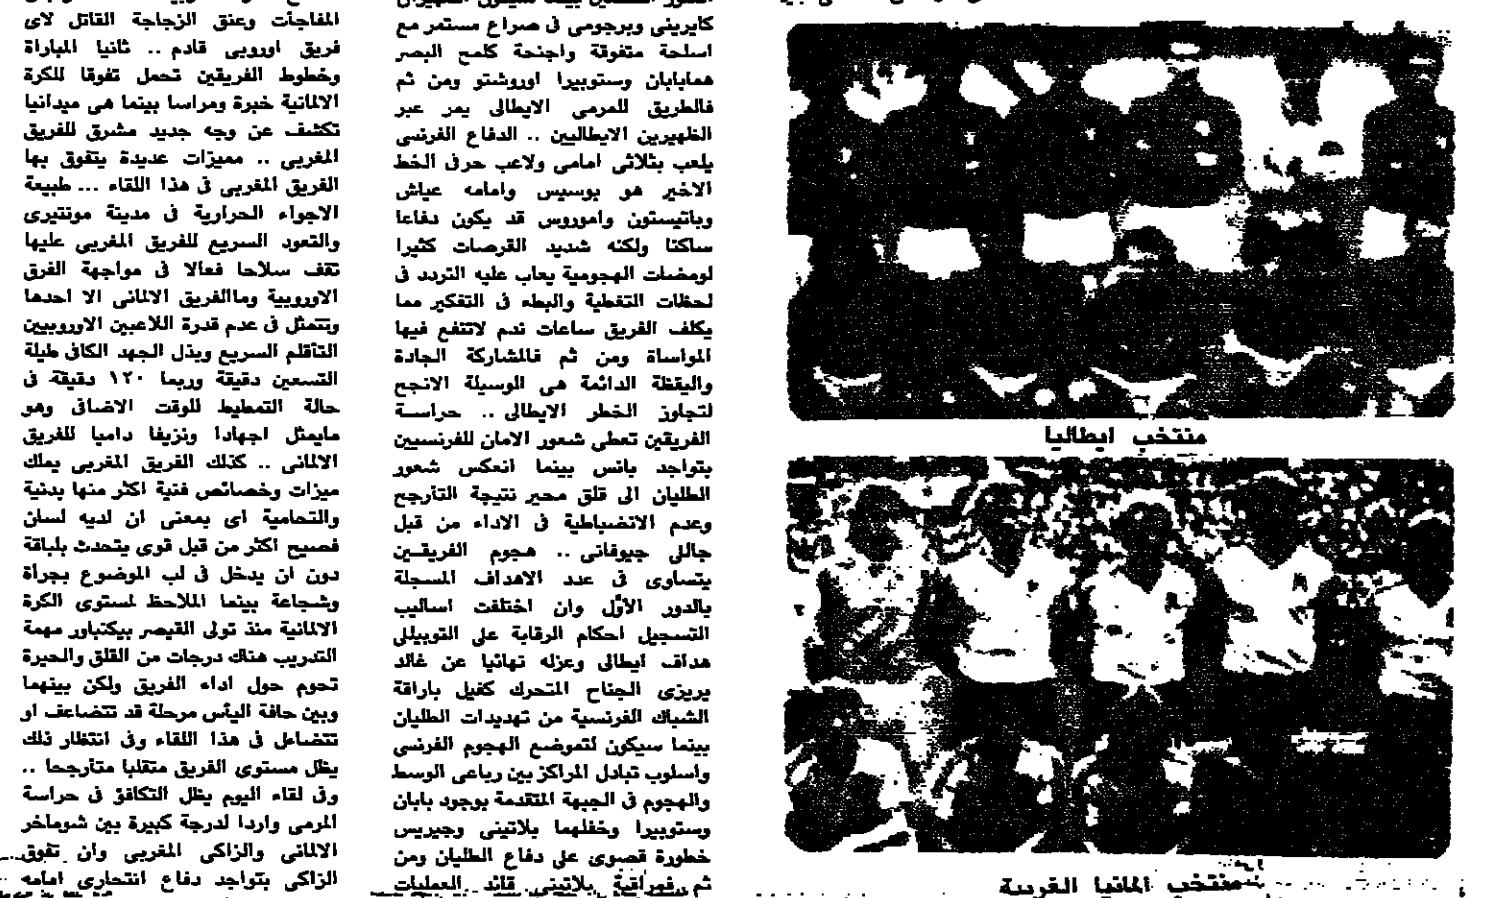 كايرينى وبرجومى فى صراع مستمر مع
اسلحة متفوقة واجنحة كلمح البصر
همابابان وستوبيرا اوروشتو ومن ثم
فالطريق للمرمى الايطالى يمر عبر
الظهيرين الايطاليين .. الدفاع الفرنسى
يلعب بثلاثى امامى ولاعب حرفى الخط
الاخير هو بوسيس وامامه عياش
وباتيستون واموروس قد يكون دفاعا
ساكنا ولكنه شديد القرصات كثيرا
لومضات الهجومية يعاب عليه التردد فى
لحظات التغطية والبطء فى التفكير مما
يكلف الفريق ساعات ندم لاتنفع فيها
المواساة ومن ثم فالمشاركة الجادة
واليقظة الدائمة هى الوسيلة الانجح
لتجاوز الخطر الايطالى .. حراسة
الفريقين تعطى شعور الامان للفرنسيين
بتواجد باتس بينما انعكس شعور
الطليان الى قلق محير نتيجة التأرجح
وعدم الانضباطية فى الاداء من قبل
جاللى جيوفانى .. هجوم الفريقين
يتساوى فى عدد الاهداف المسجلة
بالدور الاول وان اختلفت اساليب
التسجيل احكام الرقابة على التوبيللى
هداف ايطالى وعزله نهائيا عن غالد
بريزى الجناح المتحرك كفيل باراقة
الشباك الفرنسية من تهديدات الطليان
بينما سيكون لتموضع الهجوم الفرنسى
واسلوب تبادل المراكز بين رباعى الوسط
والهجوم فى الجبهة المتقدمة بوجود بابان
وستوبيرا وخفلهما بلاتينى وجيريس
خطورة قصوى على دفاع الطليان ومن
ثم بلاتينى قائد العمليات
المفاجأت وعنق الزجاجة القاتل لاى
فريق اوروبى قادم .. ثانيا المباراة
وخطوط الفريقين تحمل تفوقا للكرة
الالمانية خبرة ومراسا بينما هى ميدانيا
تكشف عن وجه جديد مشرق للفريق
المغربى .. مميزات عديدة يتفوق بها
الفريق المغربى فى هذا اللقاء ... طبيعة
الاجواء الحرارية فى مدينة مونتيرى
والتعود السريع للفريق المغربى عليها
تقف سلاحا فعالا فى مواجهة الفرق
الاوروبية وماالفريق الالمانى الا احدها
وتتمثل فى عدم قدرة اللاعبين الاوروبيين
التأقلم السريع وبذل الجهد الكافى طيلة
التسعين دقيقة وربما ١٢٠ دقيقة فى
حالة التمطيط للوقت الاضافى وهو
مايمثل اجهادا ونزيفا داميا للفريق
الالمانى .. كذلك الفريق المغربى يملك
ميزات وخصائص فنية اكثر منها بدنية
والتحامية اى بمعنى ان لديه لسان
فصيح اكثر من قبل قوى يتحدث بلباقة
دون ان يدخل فى لب الموضوع بجرأة
وشجاعة بينما الملاحظ لمستوى الكرة
الالمانية منذ تولى القيصر بيكنباور مهمة
التدريب هناك درجات من القلق والحيرة
تحوم حول اداء الفريق ولكن بينهما
وبين حافة اليأس مرحلة قد تتضاعف او
تتضاءل فى هذا اللقاء وفى انتظار ذلك
يظل مستوى الفريق متقلبا متأرجحا ..
وفى لقاء اليوم يظل التكافؤ فى حراسة
المرمى واردا لدرجة كبيرة بين شوماخر
الالمانى والزاكى المغربى وان تفوق
الزاكى بتواجد دفاع انتحارى امامه
منتخب ايطاليا
منتخب المانيا الغربية